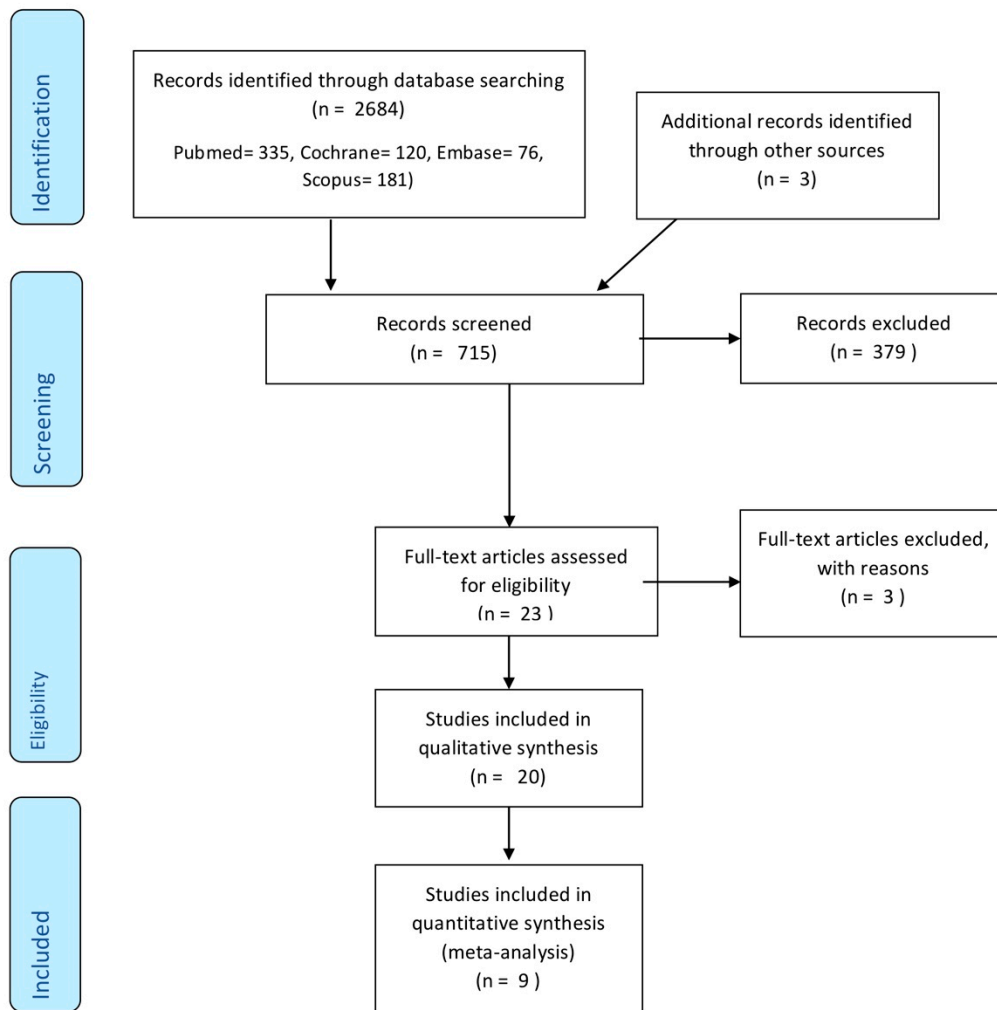 Identification
Records identified through database searching
(n = 2684)
Pubmed= 335, Cochrane= 120, Embase= 76,
Scopus= 181)
Additional records identified
through other sources
(n = 3)
Screening
Records screened
(n = 715)
Records excluded
(n = 379 )
Eligibility
Full-text articles assessed
for eligibility
(n = 23 )
Full-text articles excluded,
with reasons
(n = 3 )
Studies included in
qualitative synthesis
(n = 20)
Included
Studies included in
quantitative synthesis
(meta-analysis)
(n = 9 )